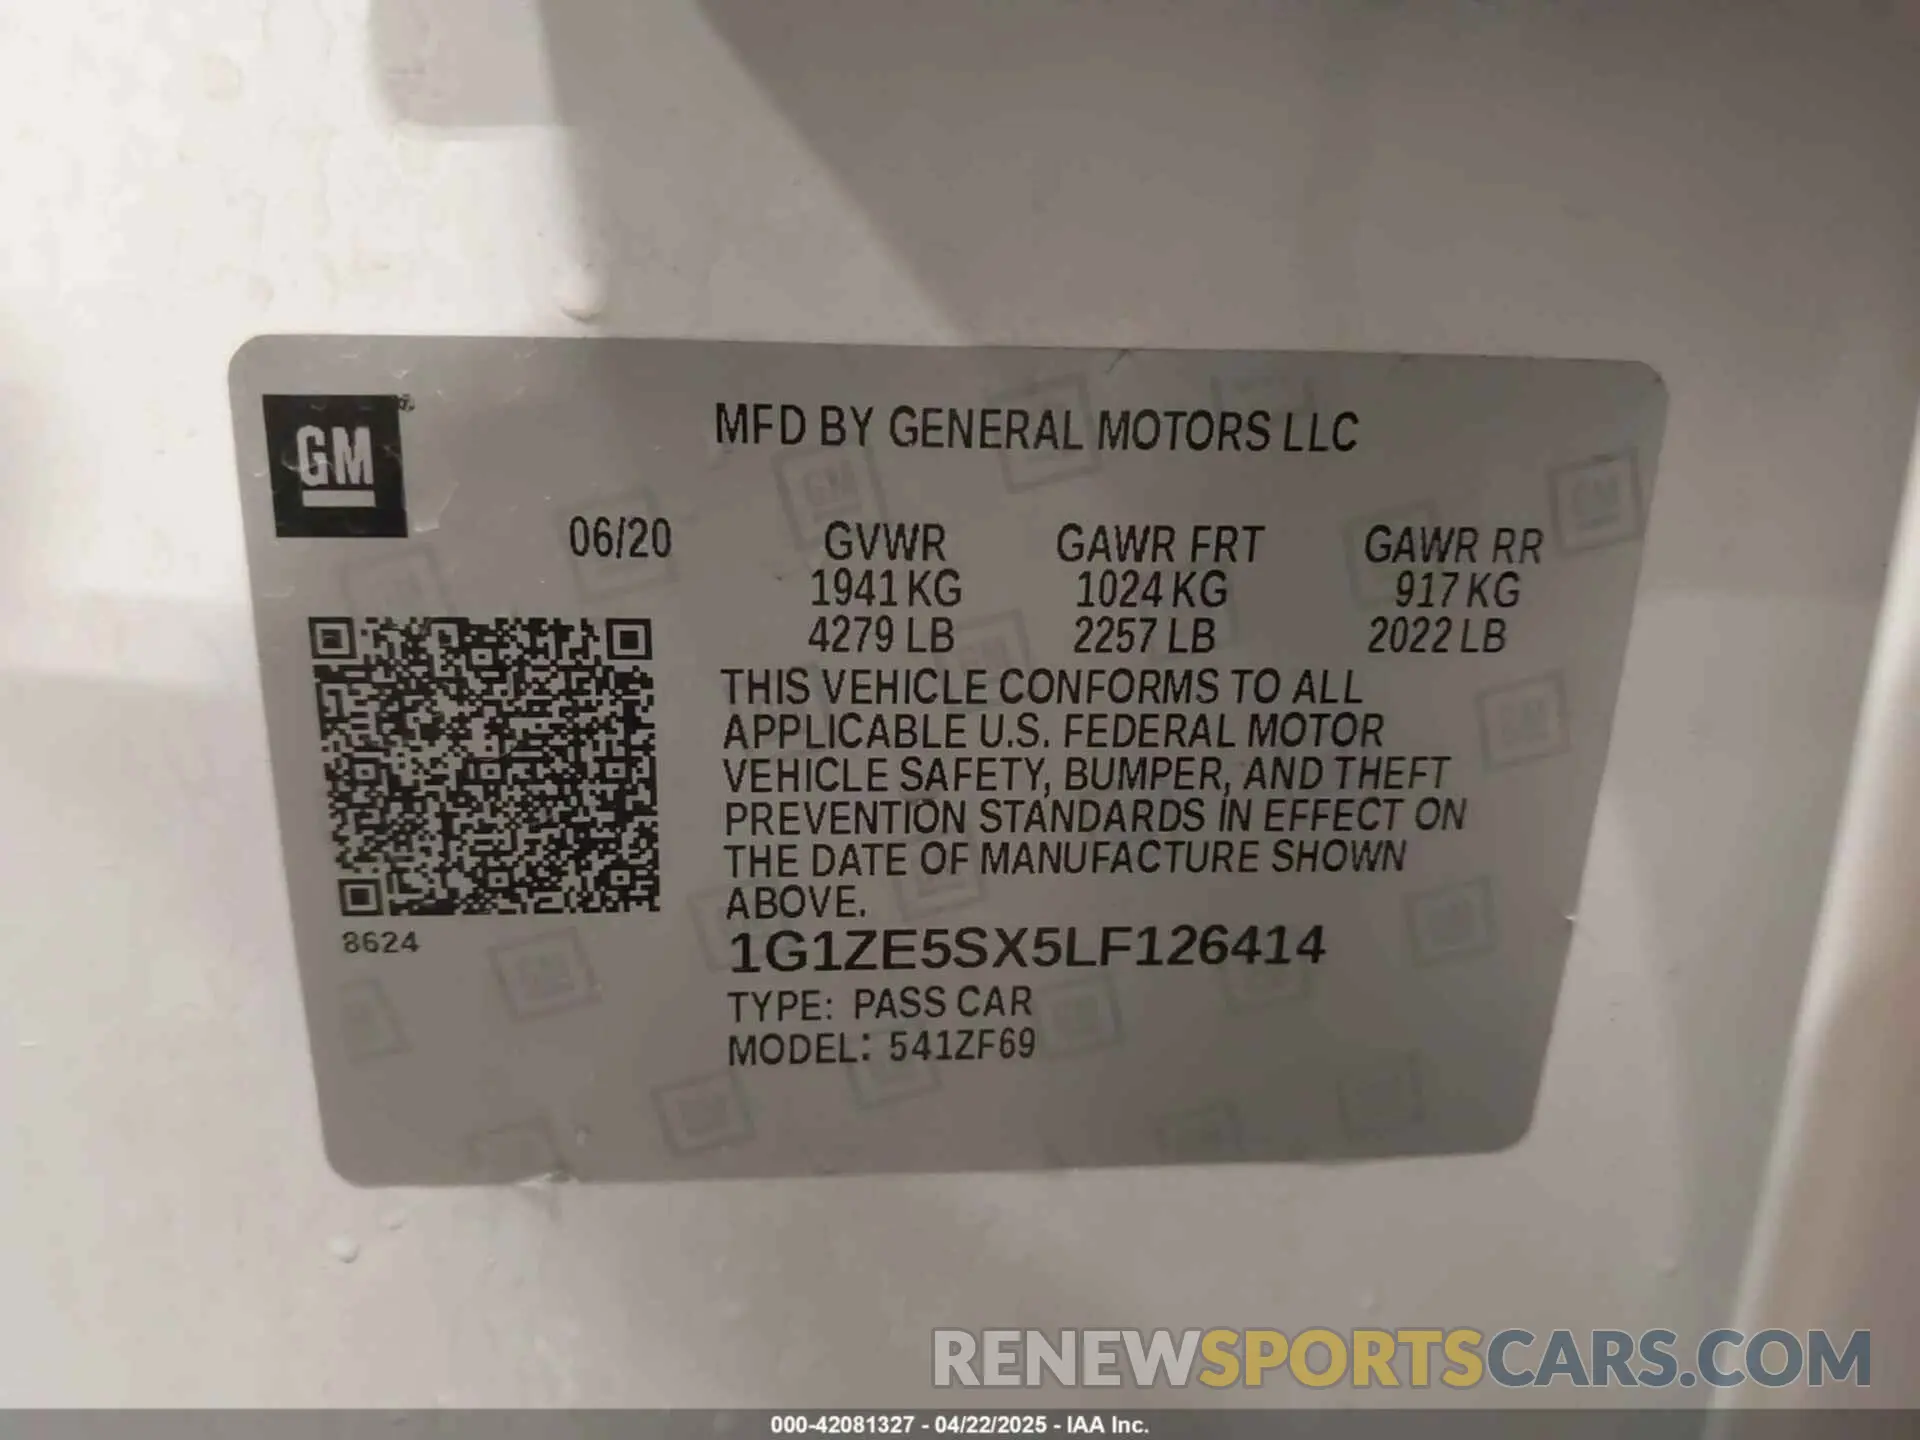 GM
MFD BY GENERAL MOTORS LLC
06/20 GVWR GAWR FRT GAWR RR
1941 KG 1024 KG 917 KG
4279 LB 2257 LB 2022 LB
THIS VEHICLE CONFORMS TO ALL
APPLICABLE U.S. FEDERAL MOTOR
VEHICLE SAFETY, BUMPER, AND THEFT
PREVENTION STANDARDS IN EFFECT ON
THE DATE OF MANUFACTURE SHOWN
ABOVE.
8624
1G1ZE5SX5LF126414
TYPE: PASS CAR
MODEL: 541ZF69
RENEWSPORTSCARS.COM
000-42081327 - 04/22/2025 - IAA Inc.